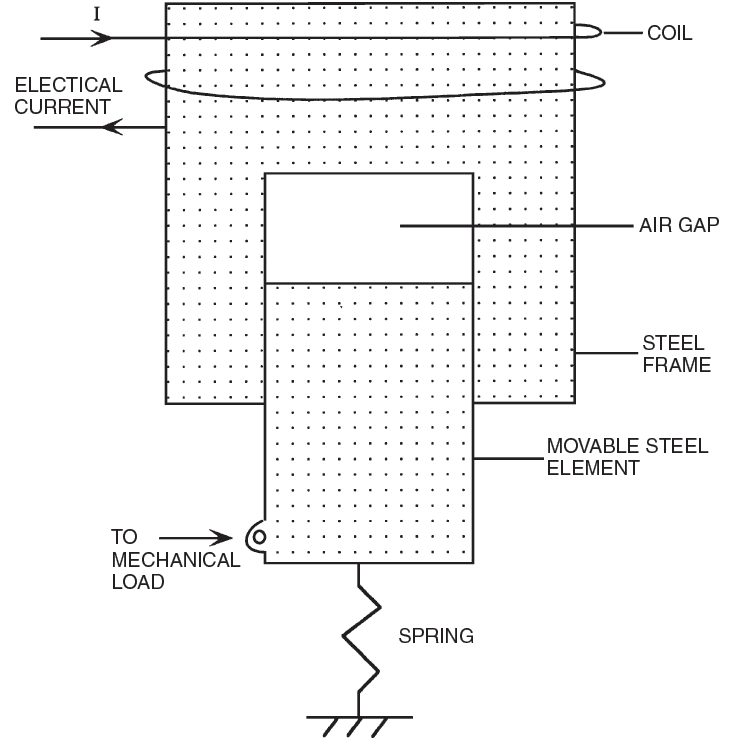 I
COIL
ELECTICAL
CURRENT
AIR GAP
STEEL
FRAME
MOVABLE STEEL
ELEMENT
TO
MECHANICAL
LOAD
SPRING